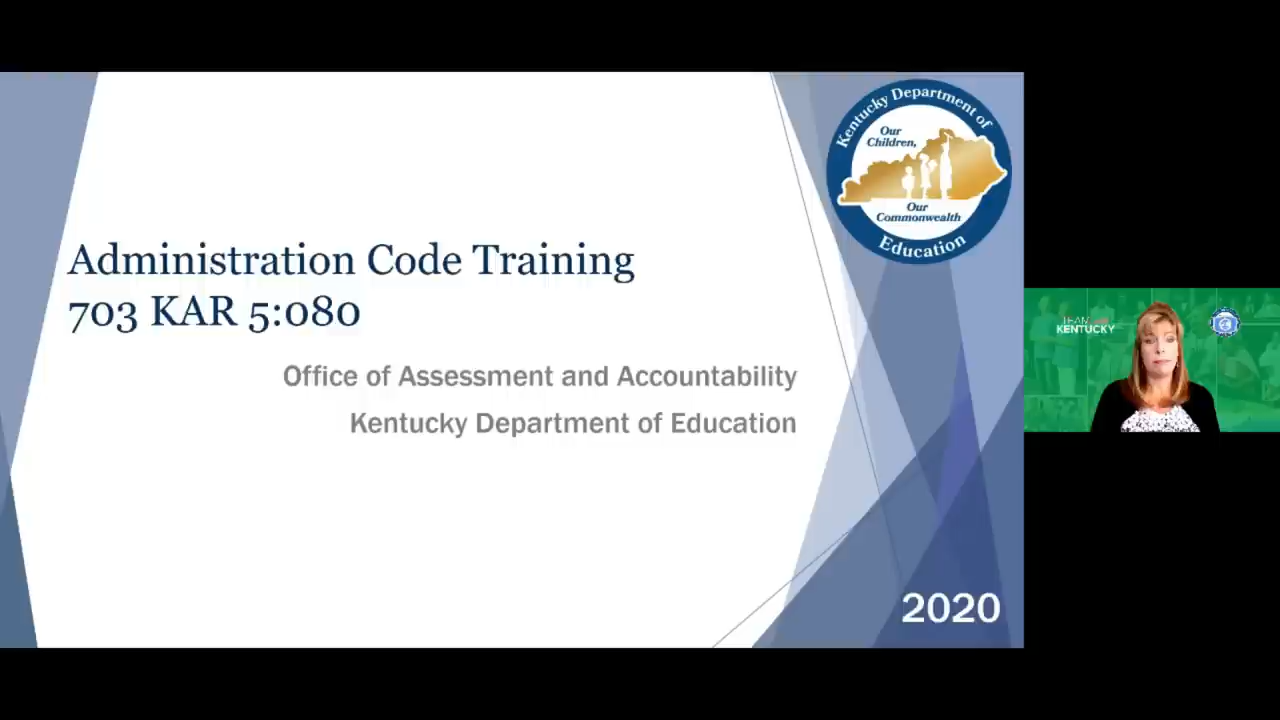 Administration Code Training
703 KAR 5:080
Office of Assessment and Accountability
Kentucky Department of Education
2020
Kentucky Department of
Our
Children,
Our
Commonwealth
Education
TEAM
KENTUCKY